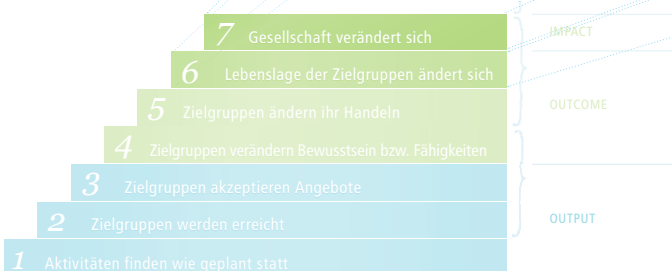 7 Gesellschaft verändert sich
IMPACT
6 Lebenslage der Zielgruppen ändert sich
5 Zielgruppen ändern ihr Handeln
OUTCOME
4 Zielgruppen verändern Bewusstsein bzw. Fähigkeiten
3 Zielgruppen akzeptieren Angebote
2 Zielgruppen werden erreicht
OUTPUT
1 Aktivitäten finden wie geplant statt